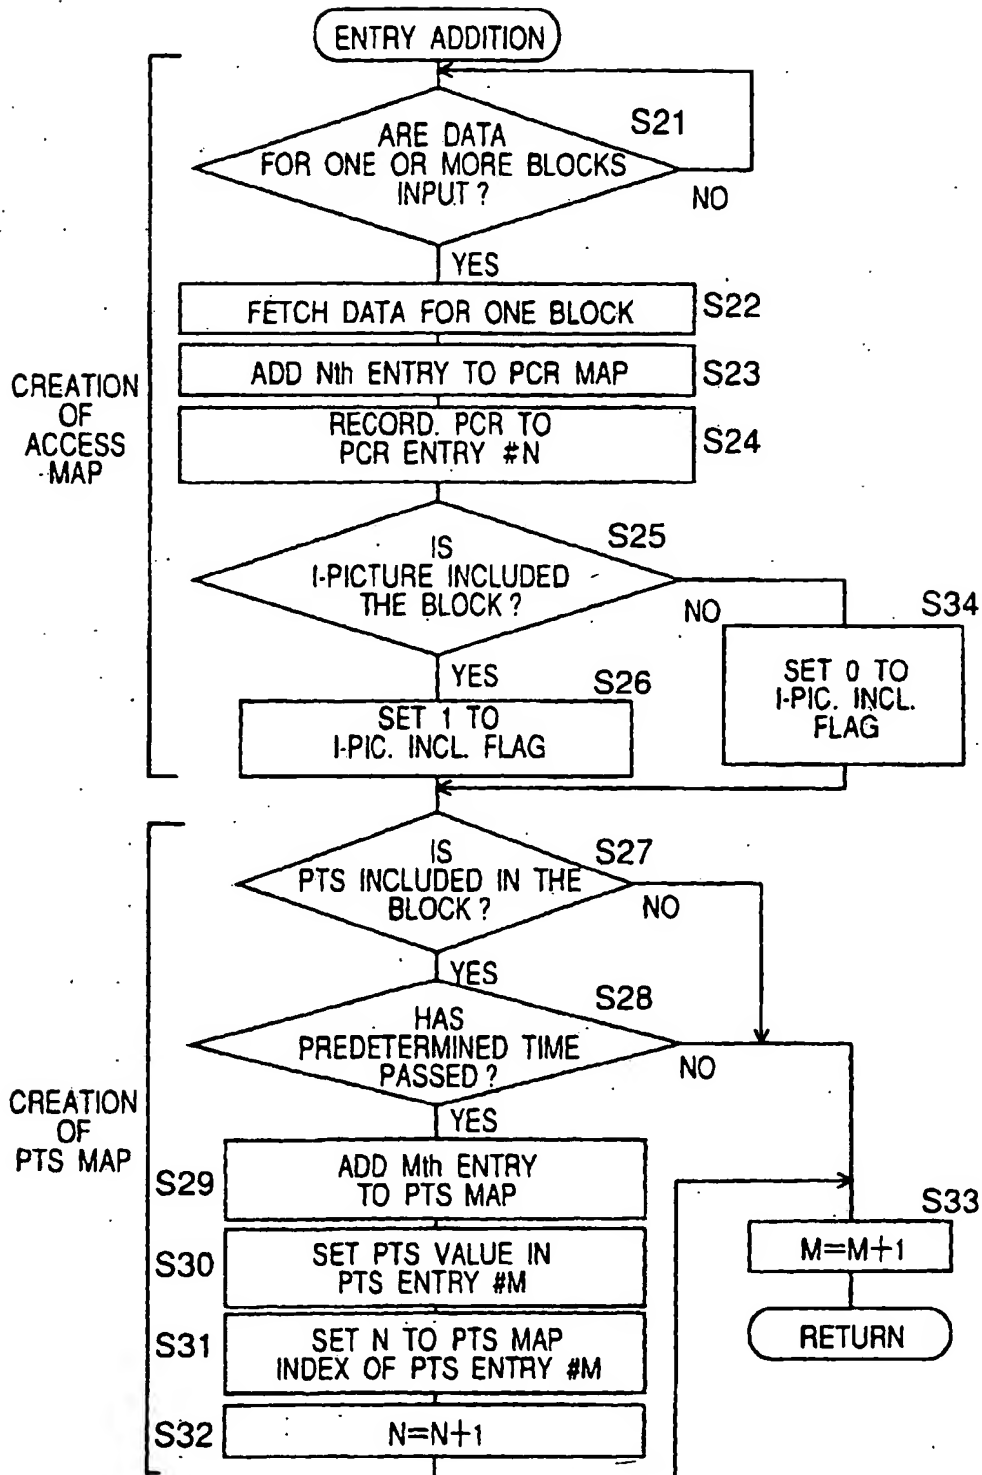 ENTRY ADDITION
S21
ARE DATA
FOR ONE OR MORE BLOCKS
INPUT ?
NO
YES
FETCH DATA FOR ONE BLOCK
S22
ADD Nth ENTRY TO PCR MAP
S23
CREATION
OF
ACCESS
MAP
RECORD. PCR TO
PCR ENTRY #N
S24
S25
IS
I-PICTURE INCLUDED
THE BLOCK ?
NO
S34
YES
S26
SET 0 TO
I-PIC. INCL.
FLAG
SET 1 TO
I-PIC. INCL. FLAG
S27
IS
PTS INCLUDED IN THE
BLOCK ?
NO
YES
S28
HAS
PREDETERMINED TIME
PASSED ?
NO
CREATION
OF
PTS MAP
YES
S29
ADD Mth ENTRY
TO PTS MAP
S33
M=M+1
S30
SET PTS VALUE IN
PTS ENTRY #M
RETURN
S31
SET N TO PTS MAP
INDEX OF PTS ENTRY #M
S32
N=N+1